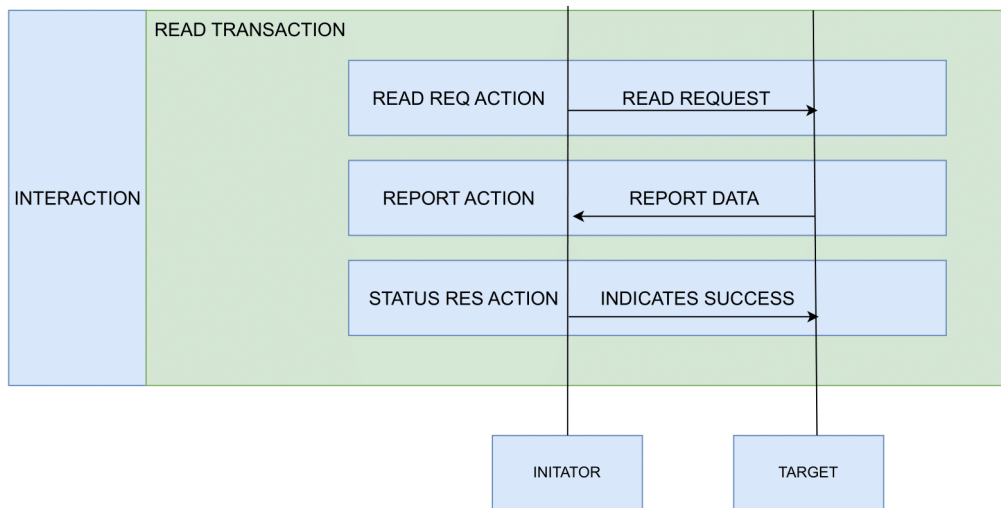 READ TRANSACTION
READ REQ ACTION
READ REQUEST
INTERACTION
REPORT ACTION
REPORT DATA
STATUS RES ACTION
INDICATES SUCCESS
INITATOR
TARGET